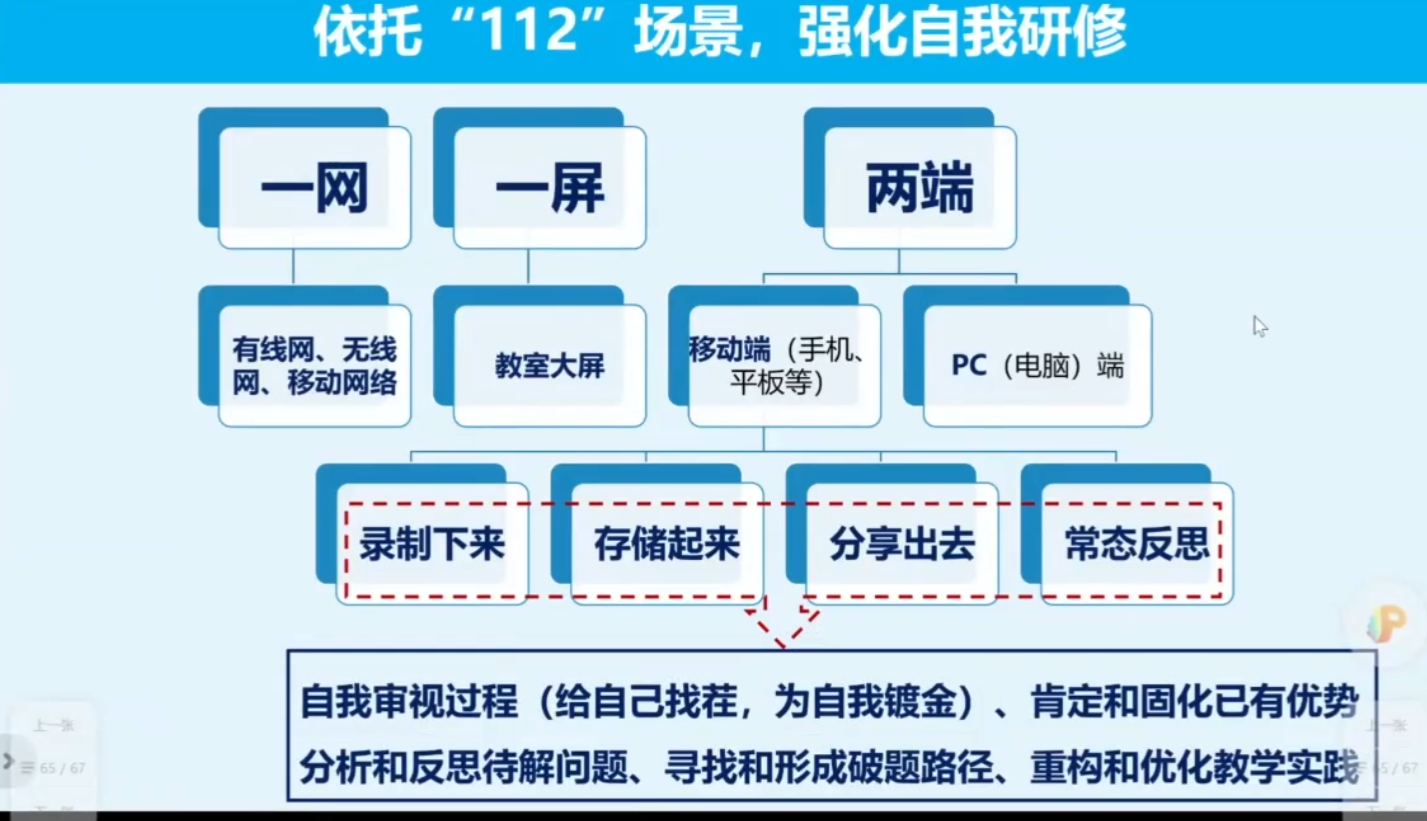 依托“112”场景，强化自我研修
一网
一屏
两端
有线网、无线
网、移动网络
教室大屏
移动端（手机、
平板等）
PC（电脑）端
录制下来
存储起来
分享出去
常态反思
自我审视过程（给自己找茬，为自我镀金）、肯定和固化已有优势
分析和反思待解问题、寻找和形成破题路径、重构和优化教学实践
上一张
65 / 67
上一张
65 / 67